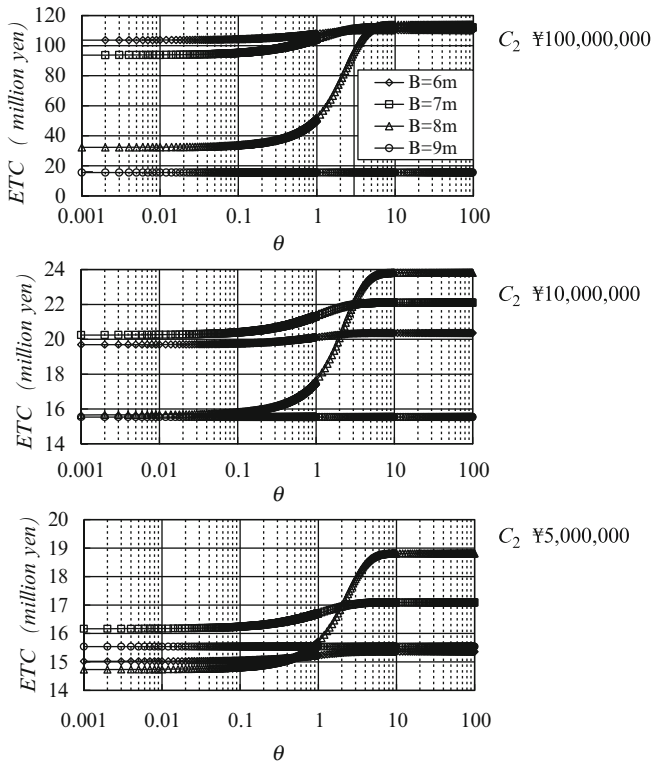 120
100
80
60
40
20
0
ETC (million yen)
0.001 0.01 0.1 1 10 100
θ
B=6m
B=7m
B=8m
B=9m
C2 ¥100,000,000
24
22
20
18
16
14
ETC (million yen)
0.001 0.01 0.1 1 10 100
θ
C2 ¥10,000,000
19
18
17
16
15
14
ETC (million yen)
0.001 0.01 0.1 1 10 100
θ
C2 ¥5,000,000